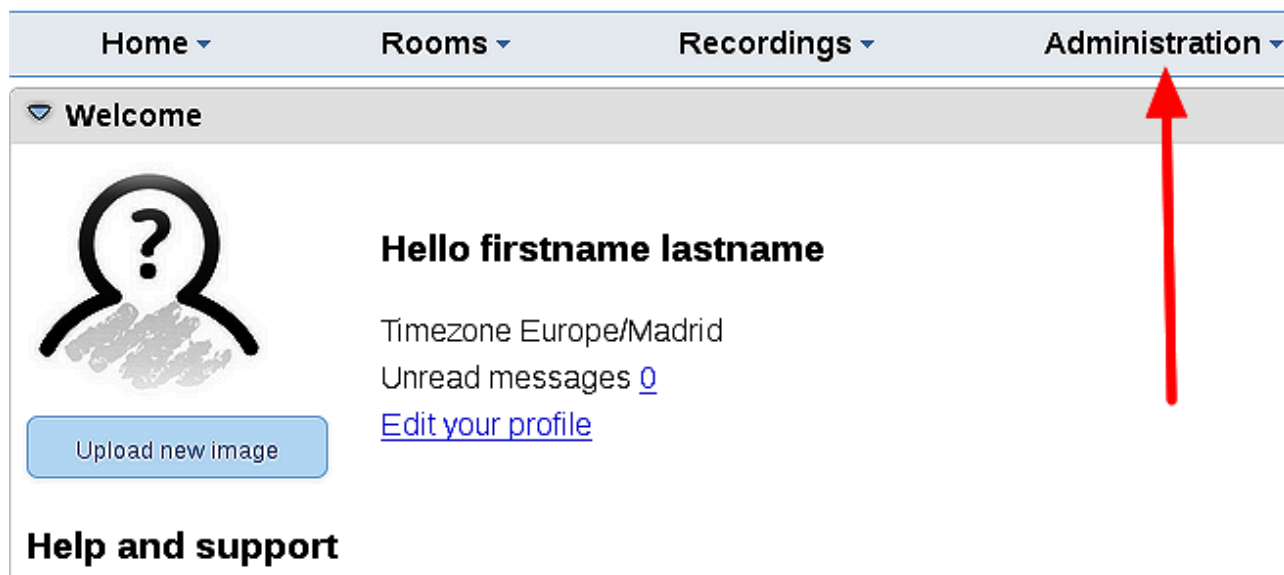 Home Rooms Recordings Administration
Welcome
?
Hello firstname lastname
Timezone Europe/Madrid
Unread messages 0
Edit your profile
Upload new image
Help and support